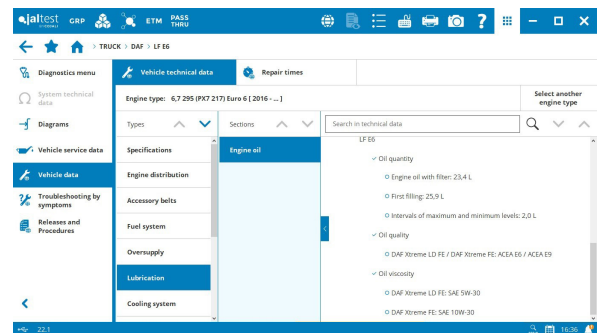 jaltest GRP ETM PASS THRU ?
TRUCK > DAF > LF E6
Diagnostics menu
System technical data
Diagrams
Vehicle service data
Vehicle data
Troubleshooting by symptoms
Releases and Procedures
Vehicle technical data
Repair times
Engine type: 6,7 295 (PX7 217) Euro 6 [ 2016 - ... ]
Select another engine type
Types
Sections
Search in technical data
Specifications
Engine distribution
Accessory belts
Fuel system
Oversupply
Lubrication
Cooling system
Engine oil
LF E6
Oil quantity
Engine oil with filter: 23,4 L
First filling: 25,9 L
Intervals of maximum and minimum levels: 2,0 L
Oil quality
DAF Xtreme LD FE / DAF Xtreme FE: ACEA E6 / ACEA E9
Oil viscosity
DAF Xtreme LD FE: SAE 5W-30
DAF Xtreme FE: SAE 10W-30
22.1
16:36